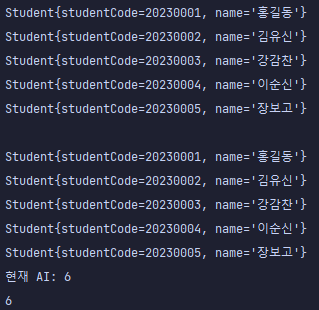 Student{studentCode=20230001, name='홍길동'}
Student{studentCode=20230002, name='김유신'}
Student{studentCode=20230003, name='강감찬'}
Student{studentCode=20230004, name='이순신'}
Student{studentCode=20230005, name='장보고'}

Student{studentCode=20230001, name='홍길동'}
Student{studentCode=20230002, name='김유신'}
Student{studentCode=20230003, name='강감찬'}
Student{studentCode=20230004, name='이순신'}
Student{studentCode=20230005, name='장보고'}
현재 AI: 6
6